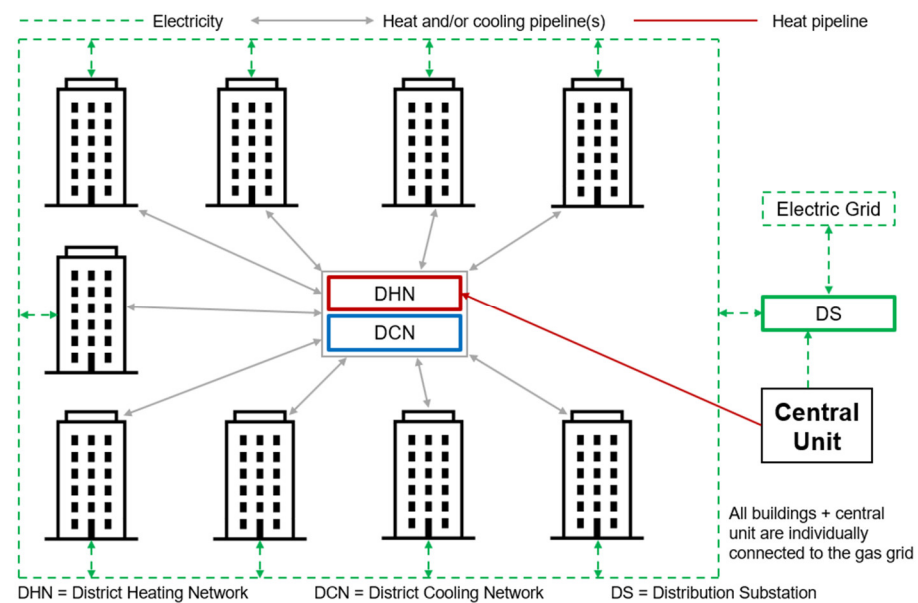 Electricity
Heat and/or cooling pipeline(s)
Heat pipeline
Electric Grid
DHN
DS
DCN
Central
Unit
All buildings + central
unit are individually
connected to the gas grid
DHN = District Heating Network
DCN = District Cooling Network
DS = Distribution Substation